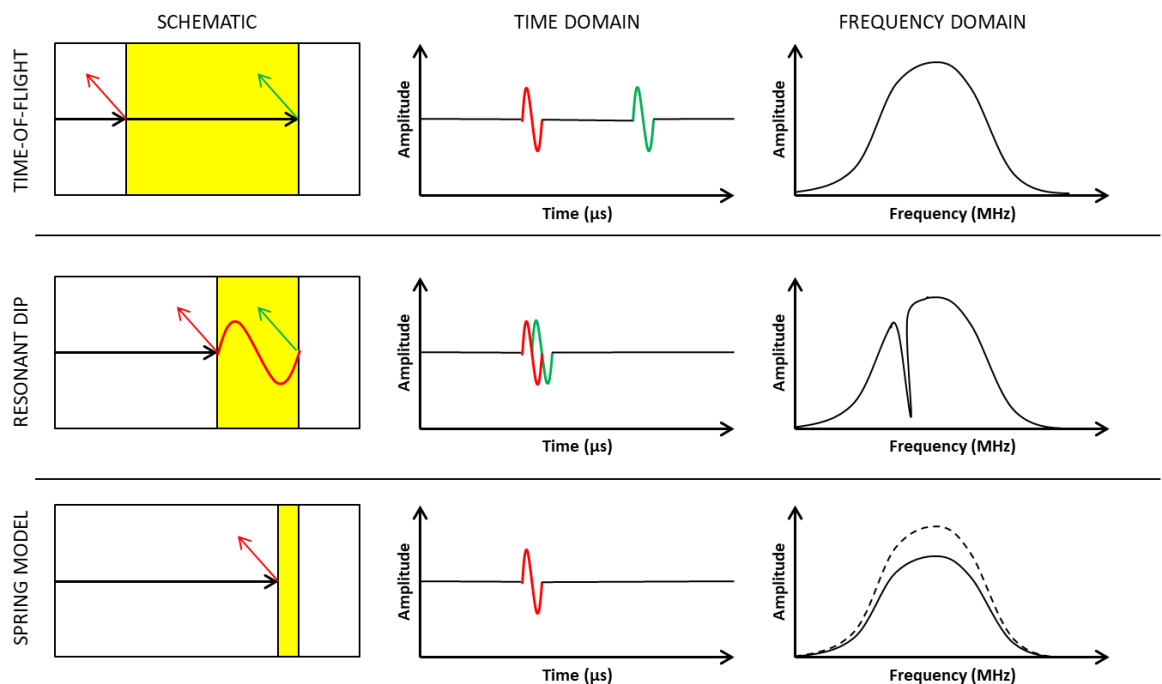 SCHEMATIC
TIME DOMAIN
FREQUENCY DOMAIN
TIME-OF-FLIGHT
Amplitude
Time (µs)
Amplitude
Frequency (MHz)
RESONANT DIP
Amplitude
Time (µs)
Amplitude
Frequency (MHz)
SPRING MODEL
Amplitude
Time (µs)
Amplitude
Frequency (MHz)